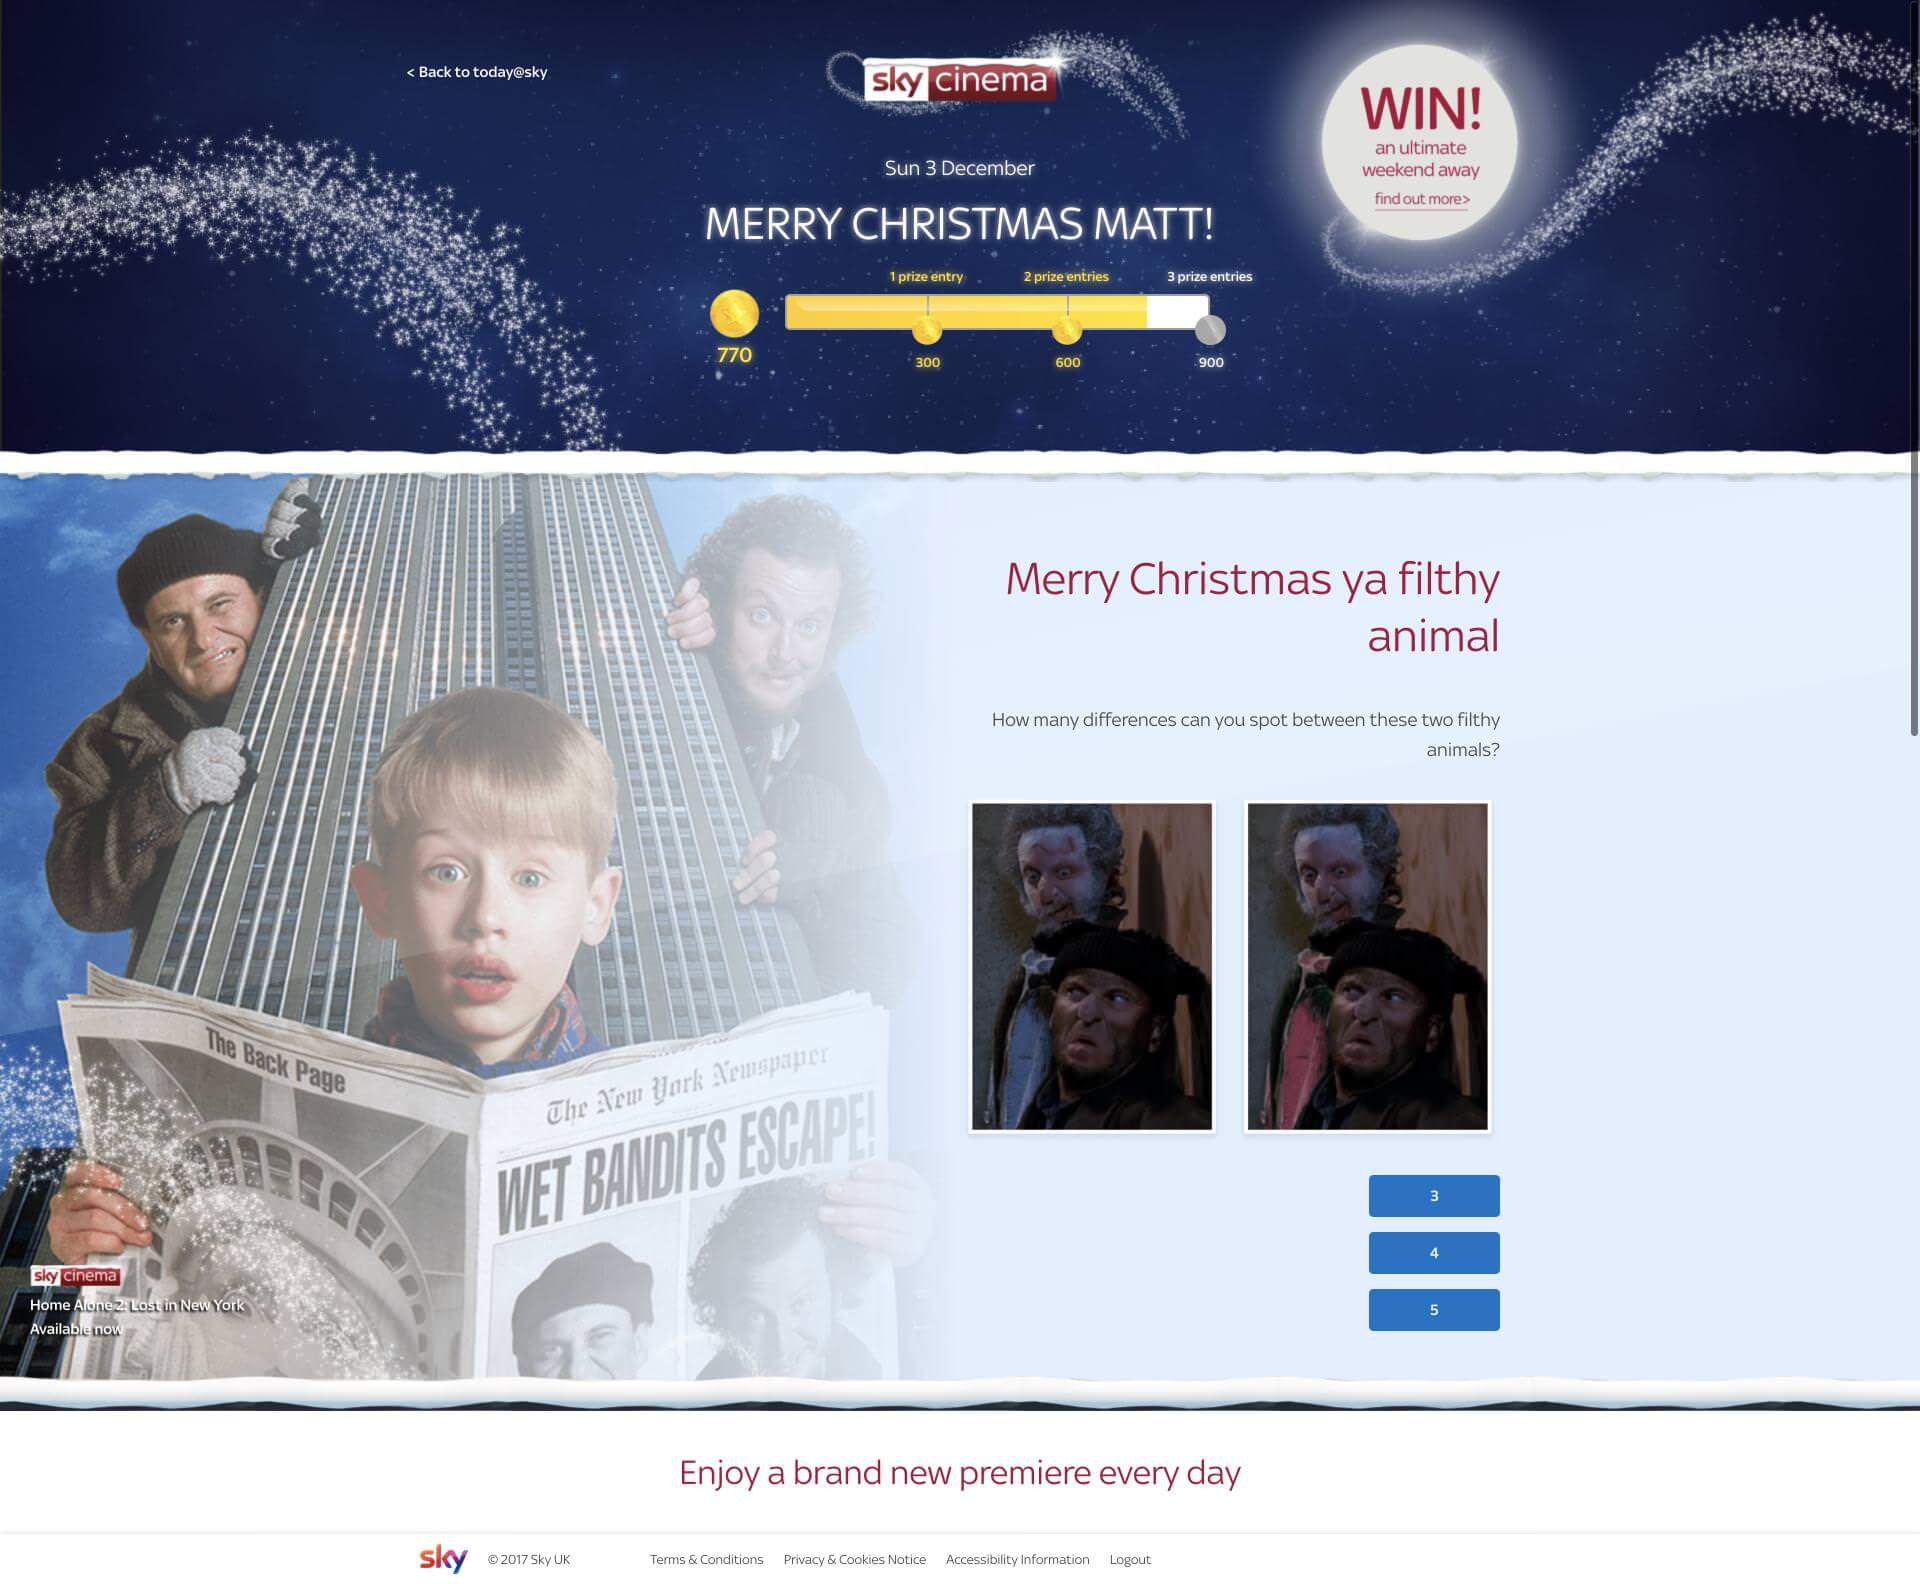 < Back to today@sky
sky cinema
WIN!
an ultimate
weekend away
find out more>
Sun 3 December
MERRY CHRISTMAS MATT!
1 prize entry
2 prize entries
3 prize entries
770
300
600
900
Merry Christmas ya filthy
animal
How many differences can you spot between these two filthy
animals?
The Back Page
The New York Newspaper
WET BANDITS ESCAPE!
3
4
5
sky cinema
Home Alone 2: Lost in New York
Available now
Enjoy a brand new premiere every day
sky
© 2017 Sky UK
Terms & Conditions
Privacy & Cookies Notice
Accessibility Information
Logout